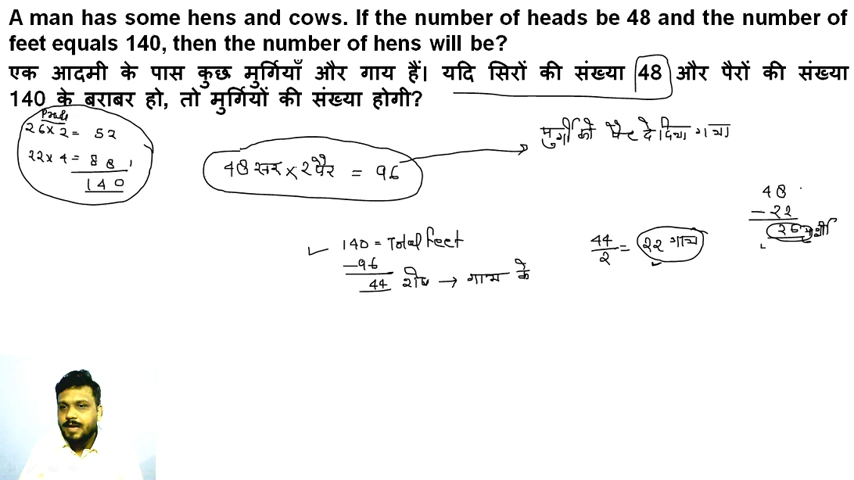 A man has some hens and cows. If the number of heads be 48 and the number of
feet equals 140, then the number of hens will be?
एक आदमी के पास कुछ मुर्गियाँ और गाय हैं। यदि सिरों की संख्या 48 और पैरों की संख्या
140 के बराबर हो, तो मुर्गियों की संख्या होगी?
26 x 2 = 52
22 x 4 = 88
140
48 सर x 2 पैर = 96
मुर्गी को पैर दे दिया गया
140 = Total feet
-96
44 शेष → गाय के
44/2 = 22 गाय
48
-22
26 मुर्गी